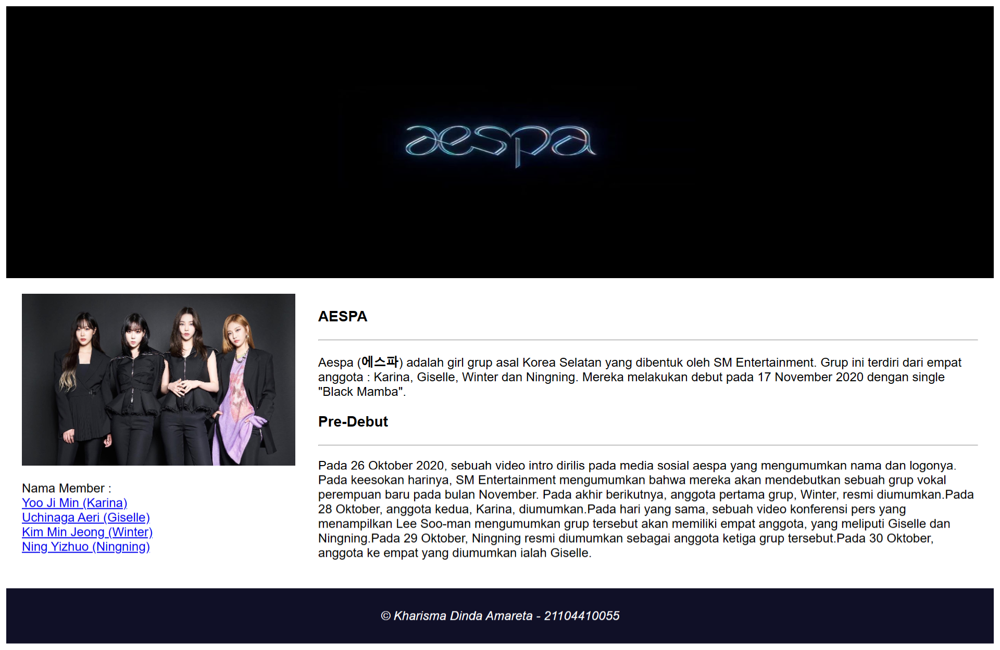 aespa
AESPA
Aespa (에스파) adalah girl grup asal Korea Selatan yang dibentuk oleh SM Entertainment. Grup ini terdiri dari empat
anggota : Karina, Giselle, Winter dan Ningning. Mereka melakukan debut pada 17 November 2020 dengan single
"Black Mamba".
Pre-Debut
Pada 26 Oktober 2020, sebuah video intro dirilis pada media sosial aespa yang mengumumkan nama dan logonya.
Pada keesokan harinya, SM Entertainment mengumumkan bahwa mereka akan mendebutkan sebuah grup vokal
perempuan baru pada bulan November. Pada akhir berikutnya, anggota pertama grup, Winter, resmi diumumkan.Pada
28 Oktober, anggota kedua, Karina, diumumkan.Pada hari yang sama, sebuah video konferensi pers yang
menampilkan Lee Soo-man mengumumkan grup tersebut akan memiliki empat anggota, yang meliputi Giselle dan
Ningning.Pada 29 Oktober, Ningning resmi diumumkan sebagai anggota ketiga grup tersebut.Pada 30 Oktober,
anggota ke empat yang diumumkan ialah Giselle.
Nama Member :
Yoo Ji Min (Karina)
Uchinaga Aeri (Giselle)
Kim Min Jeong (Winter)
Ning Yizhuo (Ningning)
© Kharisma Dinda Amareta - 21104410055